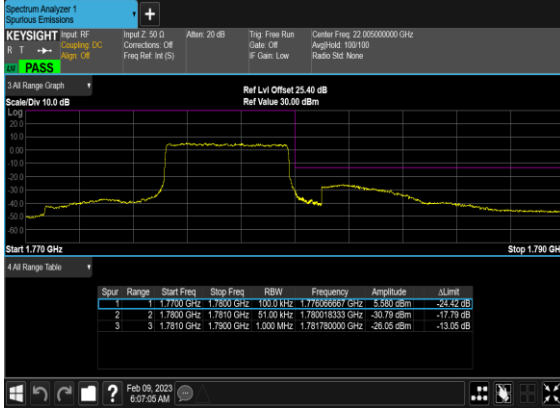 Spectrum Analyzer 1
Spurious Emissions
+
KEYSIGHT Input: RF Input Z: 50 Ω Atten: 20 dB Trig: Free Run Center Freq: 22.005000000 GHz
R T Coupling: DC Corrections: Off Gate: Off Avg|Hold: 100/100
Align: Off Freq Ref: Int (S) IF Gain: Low Radio Std: None
PASS
3 All Range Graph Ref Lvl Offset 25.40 dB
Scale/Div 10.0 dB Ref Value 30.00 dBm
Log
20.0
10.0
0.00
-10.0
-20.0
-30.0
-40.0
-50.0
-60.0
Start 1.770 GHz Stop 1.790 GH
4 All Range Table
Spur Range Start Freq Stop Freq RBW Frequency Amplitude ΔLimit
1 1 1.7700 GHz 1.7800 GHz 100.0 kHz 1.776066667 GHz 5.580 dBm -24.42 dB
2 2 1.7800 GHz 1.7810 GHz 51.00 kHz 1.780018333 GHz -30.79 dBm -17.79 dB
3 3 1.7810 GHz 1.7900 GHz 1.000 MHz 1.781780000 GHz -26.05 dBm -13.05 dB
? Feb 09, 2023
6:07:05 AM